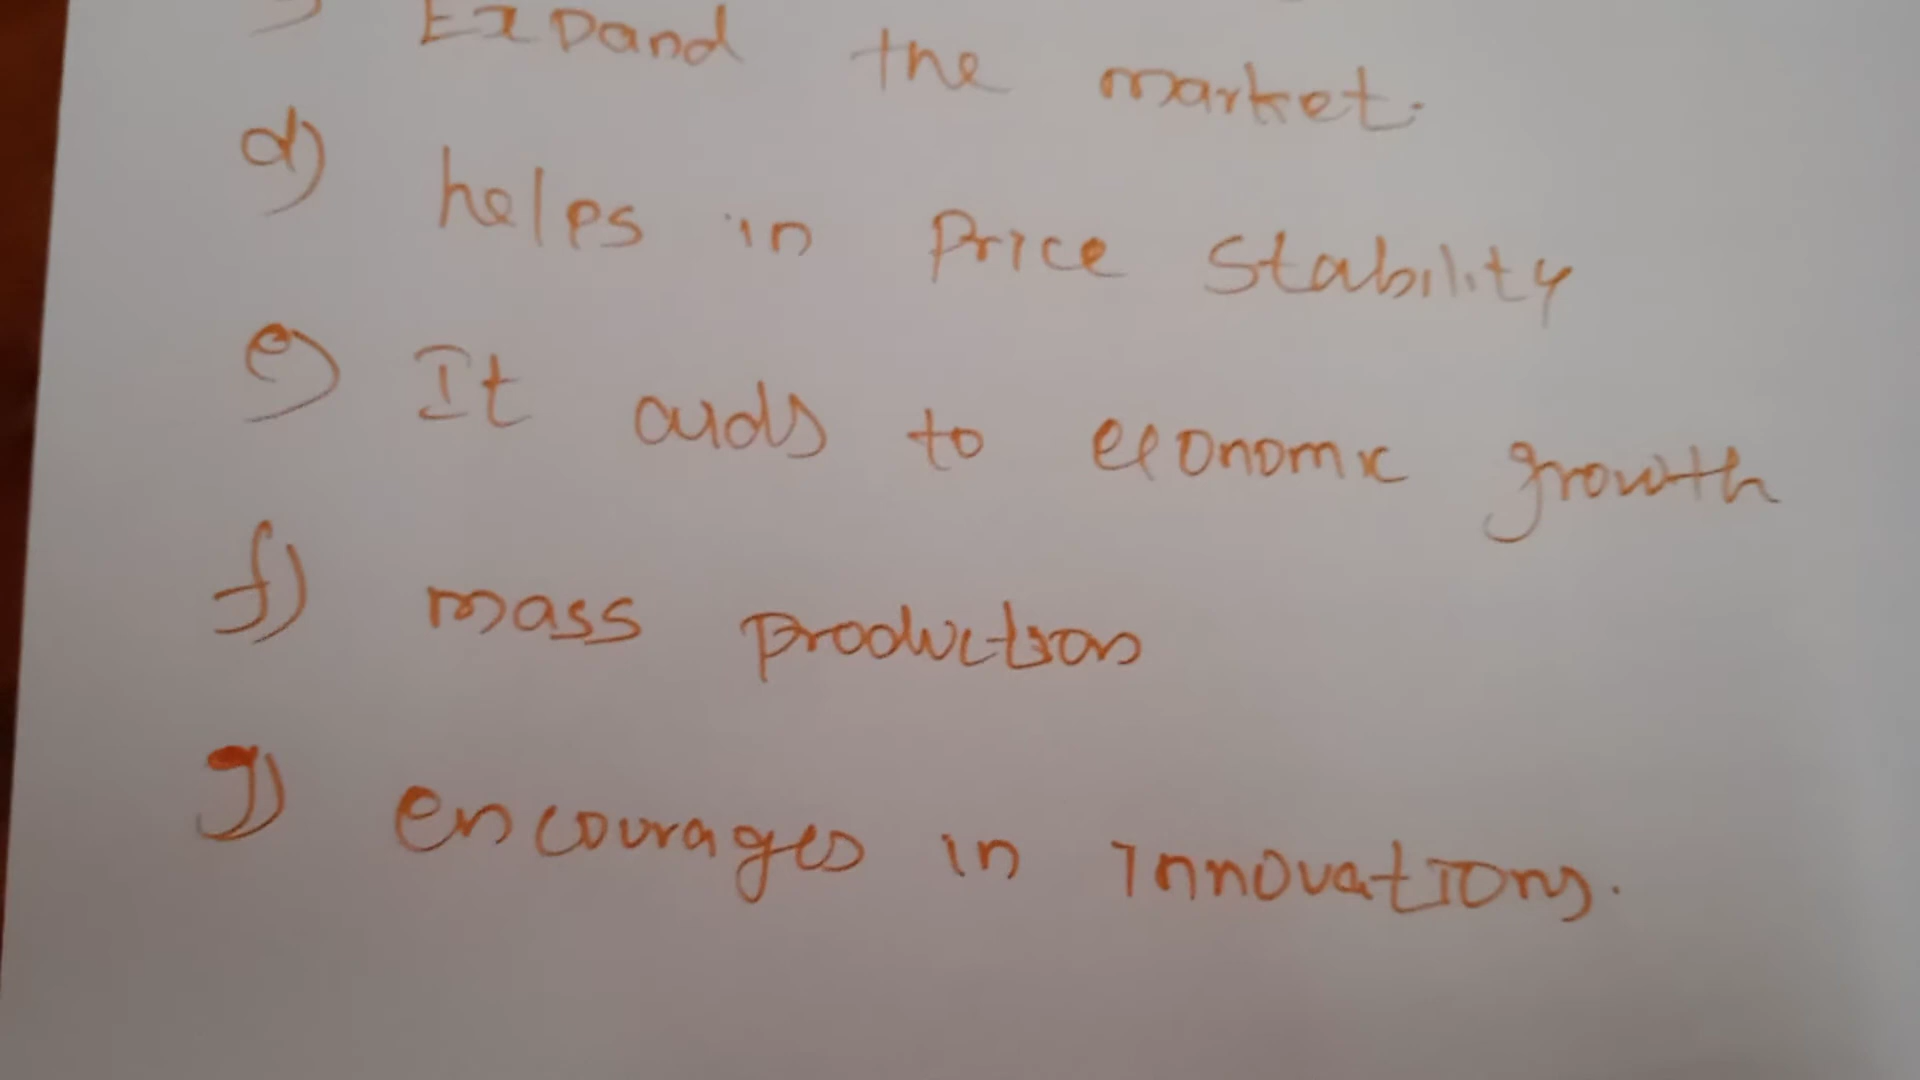 Expand the market.
d) helps in Price Stability
e) It aids to economic growth
f) mass production
g) encourages in innovations.